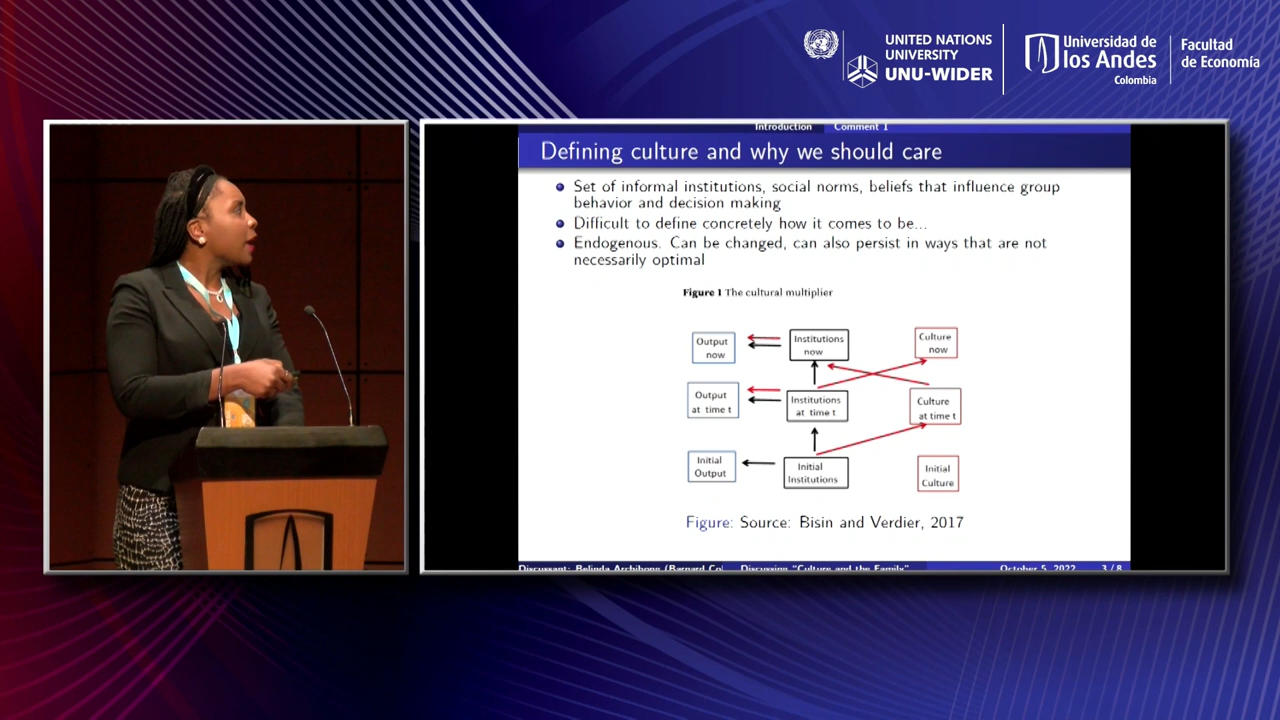 UNITED NATIONS
UNIVERSITY
UNU-WIDER
Universidad de
los Andes
Colombia
Facultad
de Economía
Introduction
Comment 1
Defining culture and why we should care
Set of informal institutions, social norms, beliefs that influence group
behavior and decision making
Difficult to define concretely how it comes to be...
Endogenous. Can be changed, can also persist in ways that are not
necessarily optimal
Figure 1 The cultural multiplier
Output
now
Institutions
now
Culture
now
Output
at time t
Institutions
at time t
Culture
at time t
Initial
Output
Initial
Institutions
Initial
Culture
Figure: Source: Bisin and Verdier, 2017
Discussant: Belinda Archibong (Barnard Col
Discussing "Culture and the Family"
October 5, 2022
3 / 8